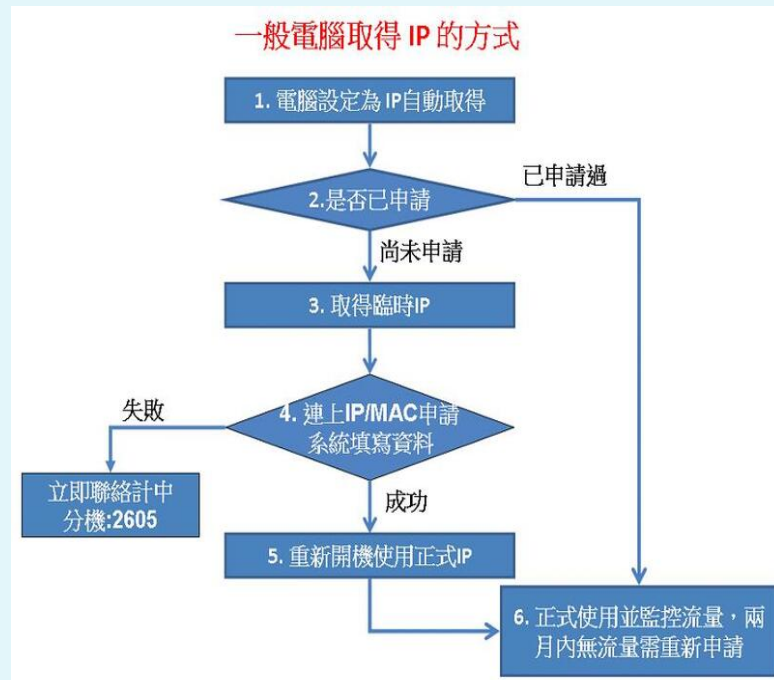 一般電腦取得 IP 的方式
1. 電腦設定為 IP自動取得
2.是否已申請
已申請過
尚未申請
3. 取得臨時IP
4. 連上IP/MAC申請
系統填寫資料
失敗
立即聯絡計中
分機:2605
成功
5. 重新開機使用正式IP
6. 正式使用並監控流量，兩
月內無流量需重新申請